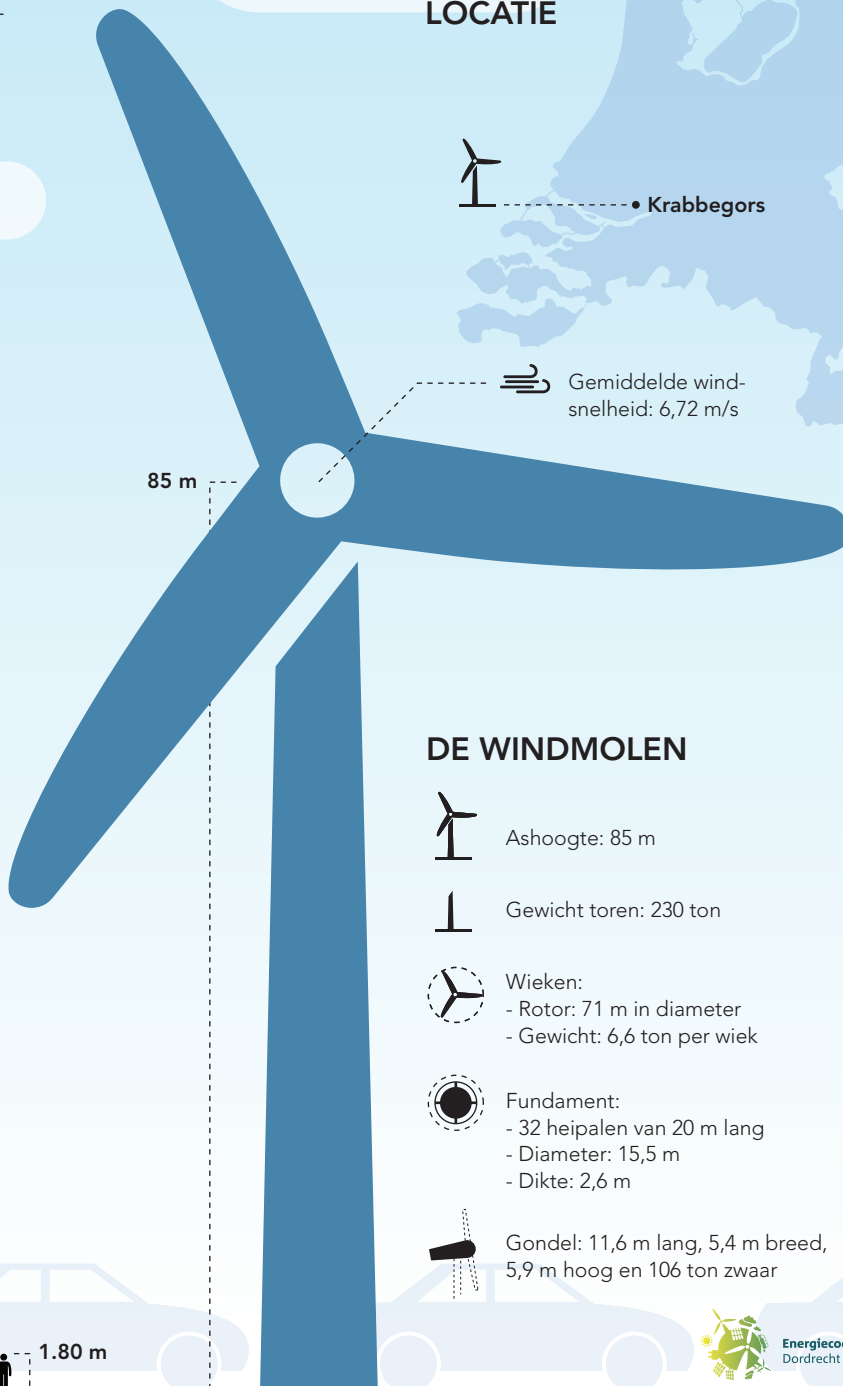 LOCATIE
Krabbegors
Gemiddelde wind-
snelheid: 6,72 m/s
85 m
DE WINDMOLEN
Ashoogte: 85 m
Gewicht toren: 230 ton
Wieken:
- Rotor: 71 m in diameter
- Gewicht: 6,6 ton per wiek
Fundament:
- 32 heipalen van 20 m lang
- Diameter: 15,5 m
- Dikte: 2,6 m
Gondel: 11,6 m lang, 5,4 m breed,
5,9 m hoog en 106 ton zwaar
1.80 m
Dordrecht